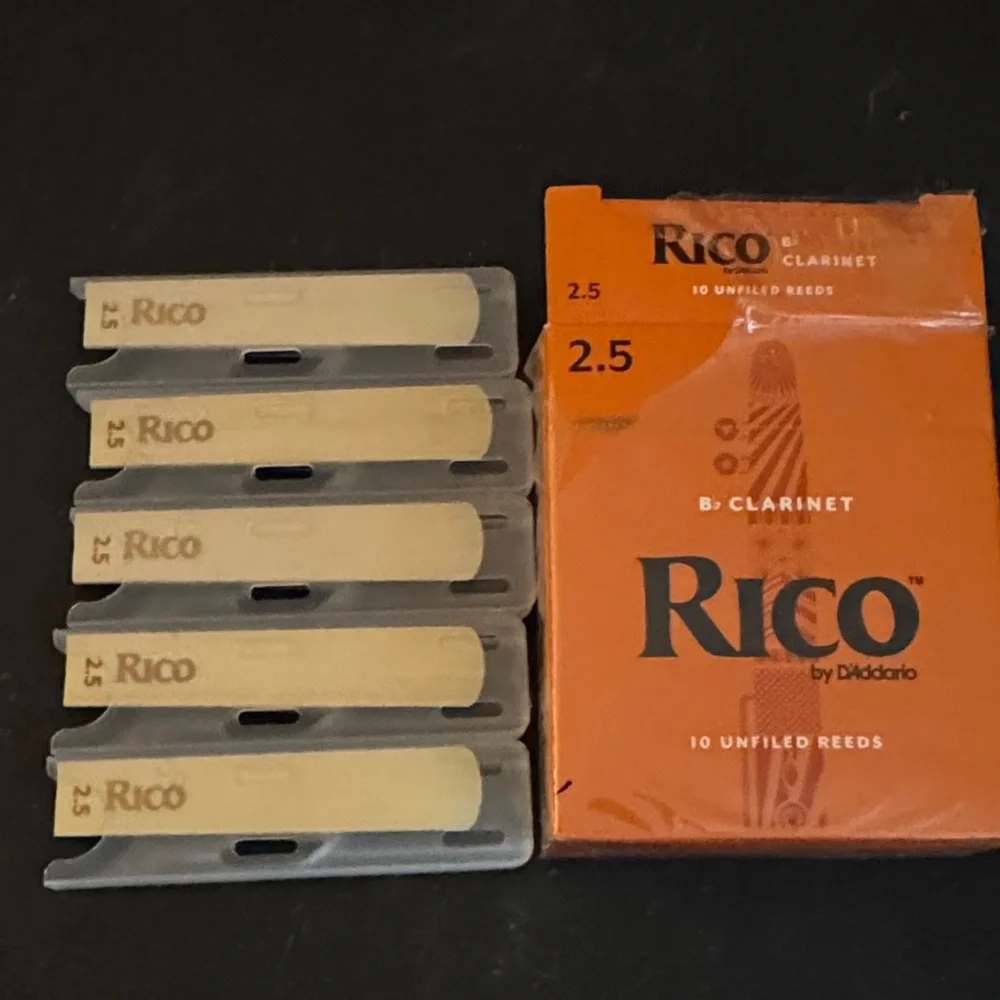 2.5 RICO
2.5 RICO
2.5 RICO
2.5 RICO
2.5 RICO
RICO
by D'Addario
B♭
CLARINET
2.5
10 UNFILED REEDS
2.5
B♭ CLARINET
RICO™
by D'Addario
10 UNFILED REEDS